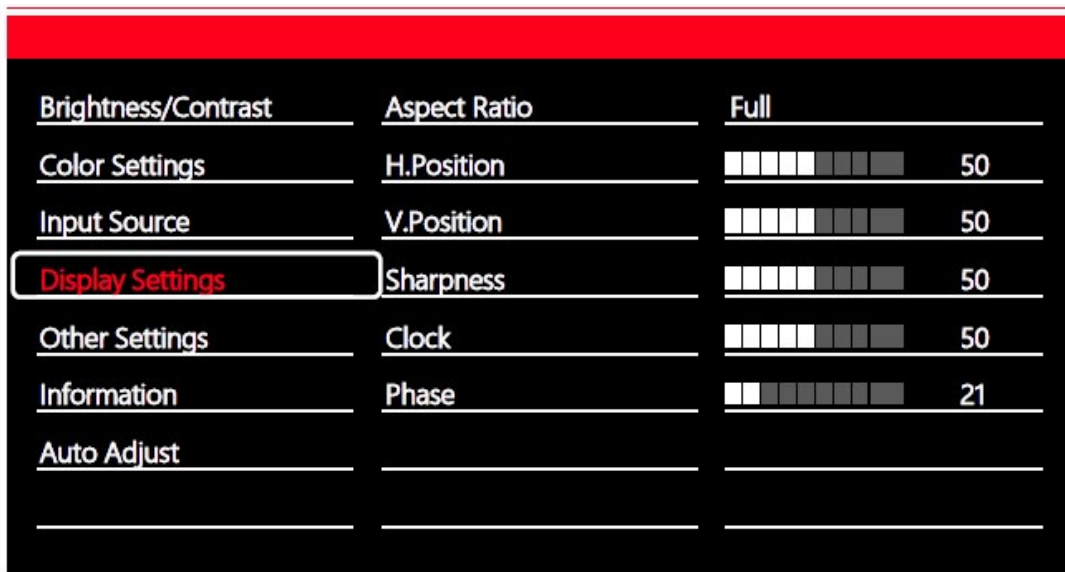 Brightness/Contrast Aspect Ratio Full
Color Settings H.Position 50
Input Source V.Position 50
Display Settings Sharpness 50
Other Settings Clock 50
Information Phase 21
Auto Adjust